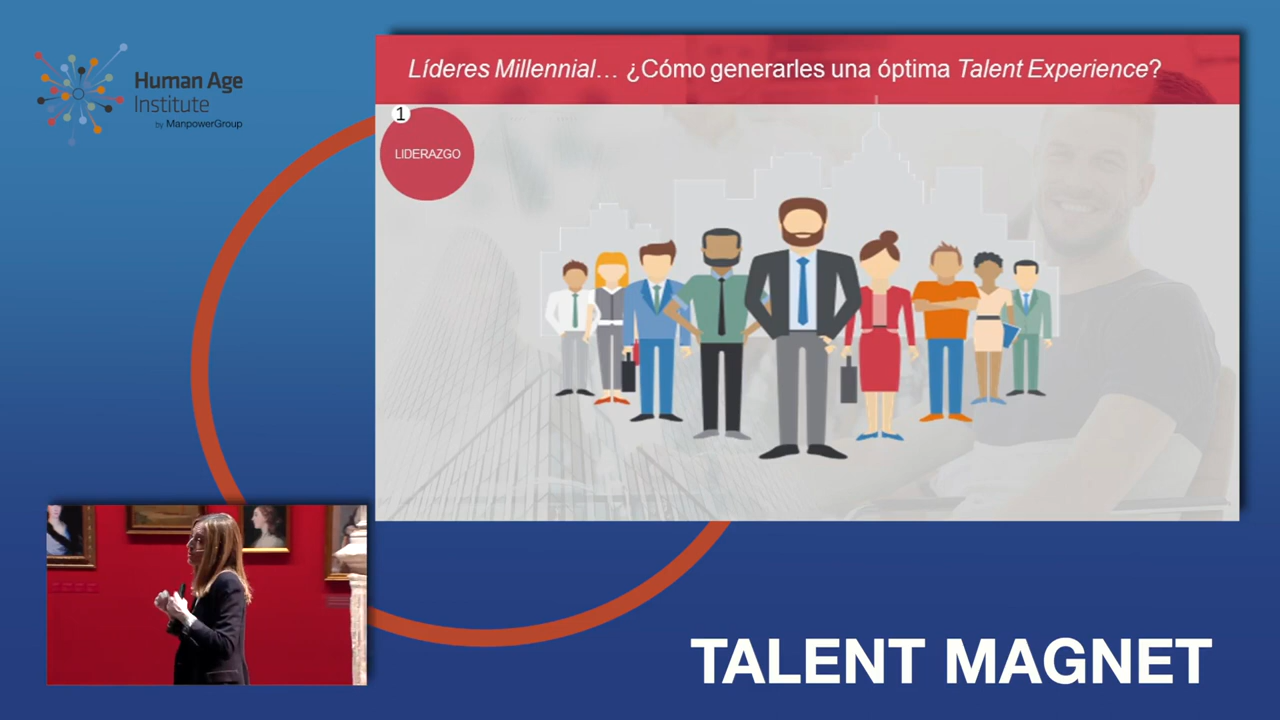 Human Age
Institute
by ManpowerGroup
Líderes Millennial... ¿Cómo generarles una óptima Talent Experience?
1
LIDERAZGO
TALENT MAGNET